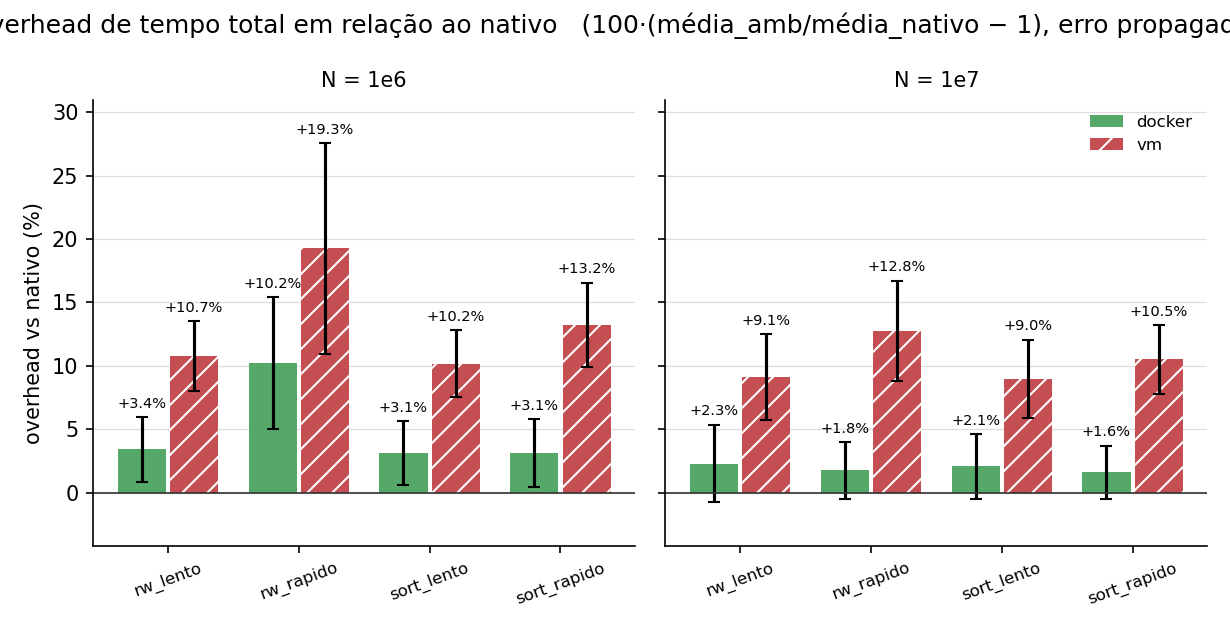 verhead de tempo total em relação ao nativo (100·(média_amb/média_nativo − 1), erro propagad
N = 1e6
N = 1e7
overhead vs nativo (%)
30
25
20
15
10
5
0
+3.4%
+10.7%
+10.2%
+19.3%
+3.1%
+10.2%
+3.1%
+13.2%
rw_lento
rw_rapido
sort_lento
sort_rapido
docker
vm
+2.3%
+9.1%
+1.8%
+12.8%
+2.1%
+9.0%
+1.6%
+10.5%
rw_lento
rw_rapido
sort_lento
sort_rapido